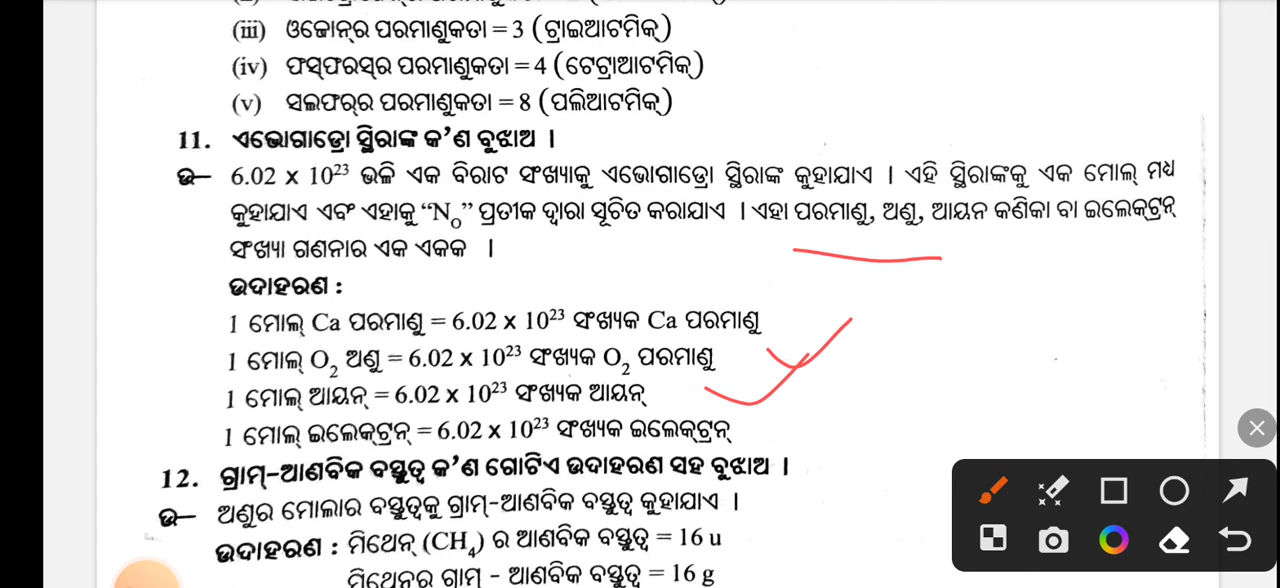 (iii) ଓଜୋନ୍‌ର ପରମାଣୁକତା = 3 (ଟ୍ରାଇଆଟମିକ୍)
(iv) ଫସ୍‌ଫରସ୍‌ର ପରମାଣୁକତା = 4 (ଟେଟ୍ରାଆଟମିକ୍)
(v) ସଲଫର୍‌ର ପରମାଣୁକତା = 8 (ପଲିଆଟମିକ୍)
11. ଏଭୋଗାଡ୍ରୋ ସ୍ଥିରାଙ୍କ କ’ଣ ବୁଝାଅ ।
ଉ— 6.02 x 10²³ ଭଳି ଏକ ବିରାଟ ସଂଖ୍ୟାକୁ ଏଭୋଗାଡ୍ରୋ ସ୍ଥିରାଙ୍କ କୁହାଯାଏ । ଏହି ସ୍ଥିରାଙ୍କକୁ ଏକ ମୋଲ୍ ମଧ୍ୟ
କୁହାଯାଏ ଏବଂ ଏହାକୁ “N₀” ପ୍ରତୀକ ଦ୍ୱାରା ସୂଚିତ କରାଯାଏ । ଏହା ପରମାଣୁ, ଅଣୁ, ଆୟନ କଣିକା ବା ଇଲେକ୍‌ଟ୍ରନ୍
ସଂଖ୍ୟା ଗଣନାର ଏକ ଏକକ ।
ଉଦାହରଣ :
1 ମୋଲ୍ Ca ପରମାଣୁ = 6.02 x 10²³ ସଂଖ୍ୟକ Ca ପରମାଣୁ
1 ମୋଲ୍ O₂ ଅଣୁ = 6.02 x 10²³ ସଂଖ୍ୟକ O₂ ପରମାଣୁ
1 ମୋଲ୍ ଆୟନ୍ = 6.02 x 10²³ ସଂଖ୍ୟକ ଆୟନ୍
1 ମୋଲ୍ ଇଲେକ୍‌ଟ୍ରନ୍ = 6.02 x 10²³ ସଂଖ୍ୟକ ଇଲେକ୍‌ଟ୍ରନ୍
12. ଗ୍ରାମ୍-ଆଣବିକ ବସ୍ତୁତ୍ୱ କ’ଣ ଗୋଟିଏ ଉଦାହରଣ ସହ ବୁଝାଅ ।
ଉ— ଅଣୁର ମୋଲାର ବସ୍ତୁତ୍ୱକୁ ଗ୍ରାମ୍-ଆଣବିକ ବସ୍ତୁତ୍ୱ କୁହାଯାଏ ।
ଉଦାହରଣ : ମିଥେନ୍ (CH₄) ର ଆଣବିକ ବସ୍ତୁତ୍ୱ = 16 u
ମିଥେନର ଗ୍ରାମ୍ - ଆଣବିକ ବସ୍ତୁତ୍ୱ = 16 g